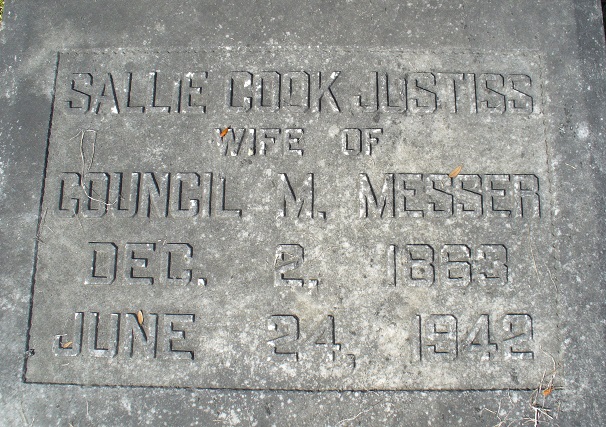 SALLIE COOK JUSTISS
WIFE OF
COUNCIL M. MESSER
DEC. 2, 1863
JUNE 24, 1942